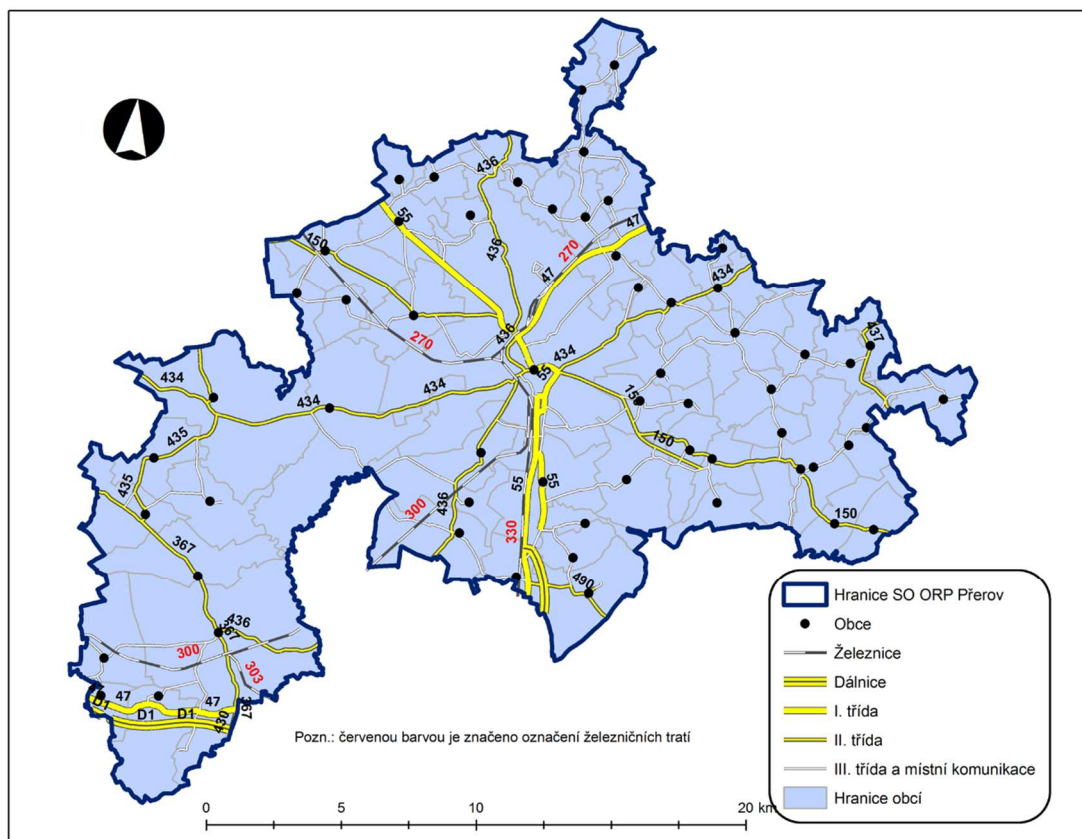 436
55
47
150
270
436
434
47
437
270
436
434
55
434
434
434
150
435
150
435
300
436
55
55
150
367
330
490
436
367
300
303
47
47
D1
D1
D1
430
367
Pozn.: červenou barvou je značeno označení železničních tratí
0 5 10 20 km
Hranice SO ORP Přerov
Obce
Železnice
Dálnice
I. třída
II. třída
III. třída a místní komunikace
Hranice obcí